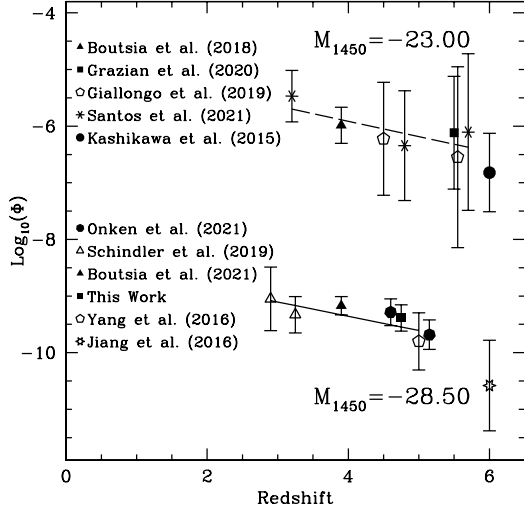 M1450=−23.00
Boutsia et al. (2018)
Grazian et al. (2020)
Giallongo et al. (2019)
Santos et al. (2021)
Kashikawa et al. (2015)
Onken et al. (2021)
Schindler et al. (2019)
Boutsia et al. (2021)
This Work
Yang et al. (2016)
Jiang et al. (2016)
M1450=−28.50
Log10(Φ)
−4
−6
−8
−10
0 2 4 6
Redshift